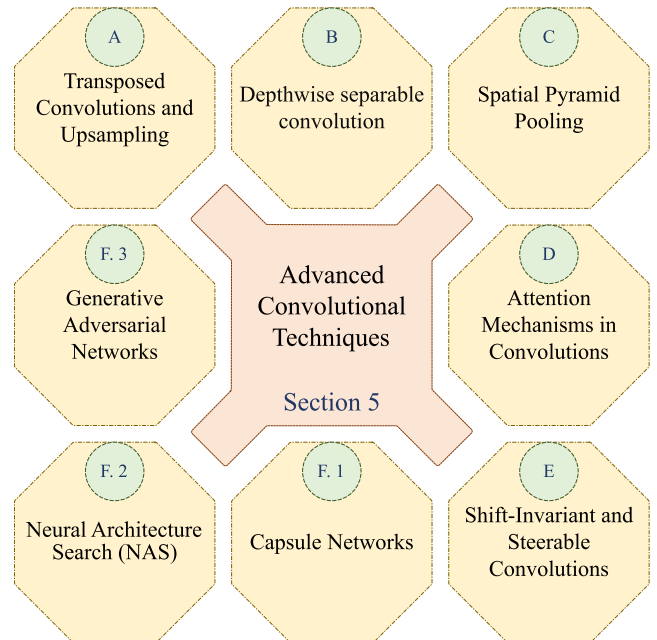 A
Transposed
Convolutions and
Upsampling
B
Depthwise separable
convolution
C
Spatial Pyramid
Pooling
F. 3
Generative
Adversarial
Networks
Advanced
Convolutional
Techniques
Section 5
D
Attention
Mechanisms in
Convolutions
F. 2
Neural Architecture
Search (NAS)
F. 1
Capsule Networks
E
Shift-Invariant and
Steerable
Convolutions